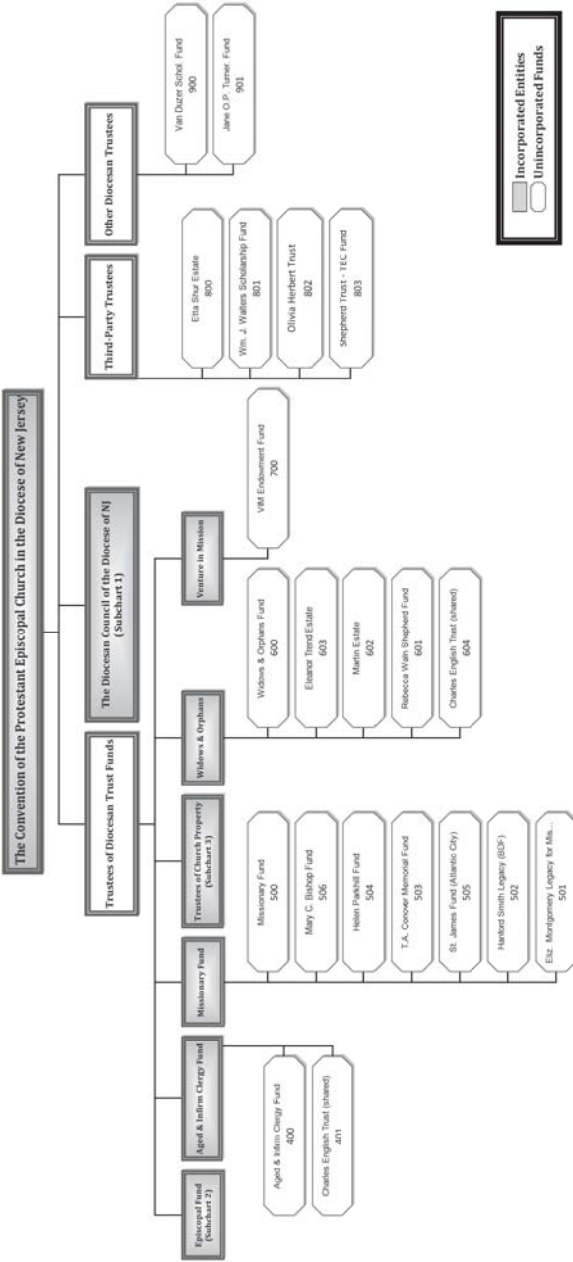 The Convention of the Protestant Episcopal Church in the Diocese of New Jersey
Trustees of Diocesan Trust Funds
The Diocesan Council of the Diocese of NJ
(Subchart 1)
Third-Party Trustees
Other Diocesan Trustees
Episcopal Fund
(Subchart 2)
Aged & Infirm Clergy Fund
Missionary Fund
Trustees of Church Property
(Subchart 3)
Widows & Orphans
Venture in Mission
Aged & Infirm Clergy Fund
400
Charles English Trust (shared)
401
Missionary Fund
500
Mary C. Bishop Fund
506
Helen Parkhill Fund
504
T.A. Conover Memorial Fund
503
St. James Fund (Atlantic City)
505
Hanford Smith Legacy (BDF)
502
Eliz. Montgomery Legacy for Mis...
501
Widows & Orphans Fund
600
Eleanor Trend Estate
603
Martin Estate
602
Rebecca Waln Shepherd Fund
601
Charles English Trust (shared)
604
VIM Endowment Fund
700
Etta Shur Estate
800
Wm. J. Walters Scholarship Fund
801
Olivia Herbert Trust
802
Shepherd Trust - TEC Fund
803
Van Duzer Schol. Fund
900
Jane O.P. Turner. Fund
901
Incorporated Entities
Unincorporated Funds